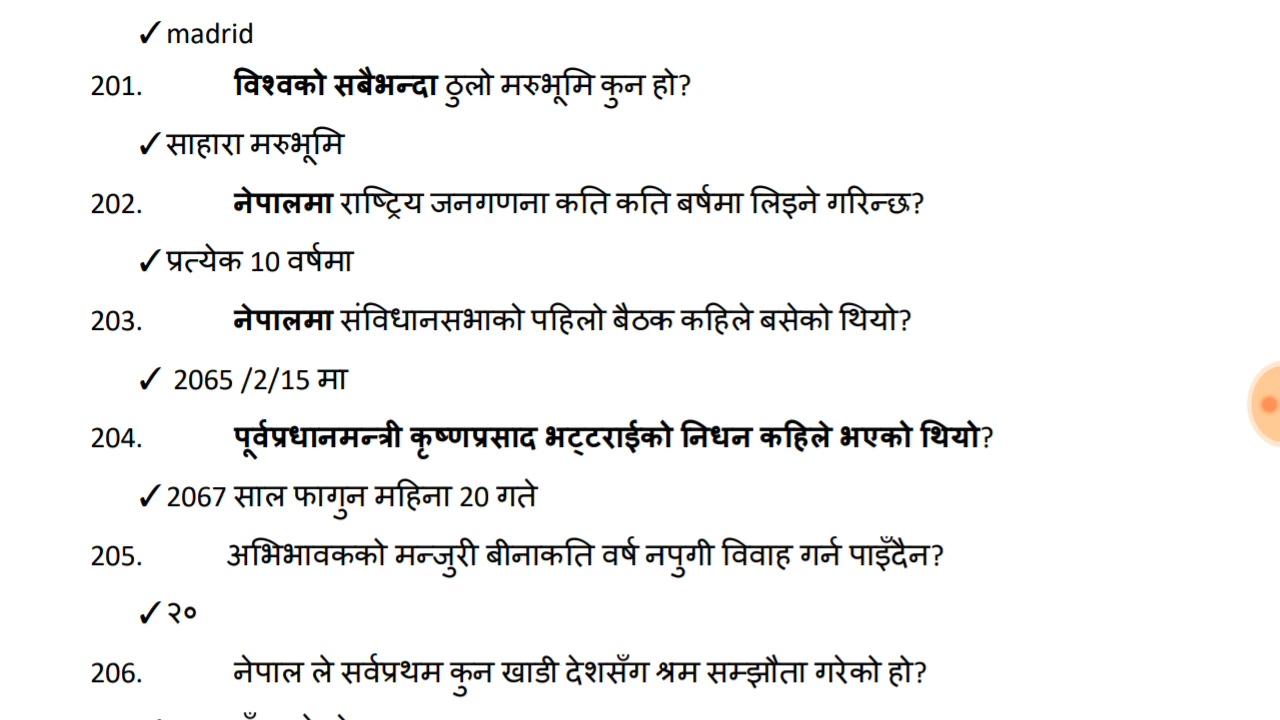 ✓madrid
201. विश्वको सबैभन्दा ठुलो मरुभूमि कुन हो?
✓साहारा मरुभूमि
202. नेपालमा राष्ट्रिय जनगणना कति कति बर्षमा लिइने गरिन्छ?
✓प्रत्येक 10 वर्षमा
203. नेपालमा संविधानसभाको पहिलो बैठक कहिले बसेको थियो?
✓ 2065 /2/15 मा
204. पूर्वप्रधानमन्त्री कृष्णप्रसाद भट्टराईको निधन कहिले भएको थियो?
✓2067 साल फागुन महिना 20 गते
205. अभिभावकको मन्जुरी बीनाकति वर्ष नपुगी विवाह गर्न पाइँदैन?
✓२०
206. नेपाल ले सर्वप्रथम कुन खाडी देशसँग श्रम सम्झौता गरेको हो?